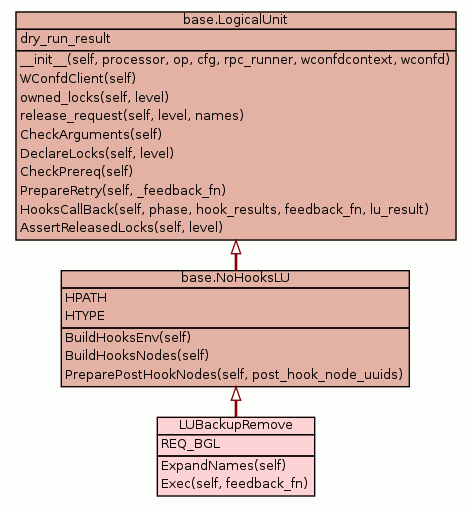 base.LogicalUnit
dry_run_result
__init__(self, processor, op, cfg, rpc_runner, wconfdcontext, wconfd)
WConfdClient(self)
owned_locks(self, level)
release_request(self, level, names)
CheckArguments(self)
DeclareLocks(self, level)
CheckPrereq(self)
PrepareRetry(self, _feedback_fn)
HooksCallBack(self, phase, hook_results, feedback_fn, lu_result)
AssertReleasedLocks(self, level)
base.NoHooksLU
HPATH
HTYPE
BuildHooksEnv(self)
BuildHooksNodes(self)
PreparePostHookNodes(self, post_hook_node_uuids)
LUBackupRemove
REQ_BGL
ExpandNames(self)
Exec(self, feedback_fn)